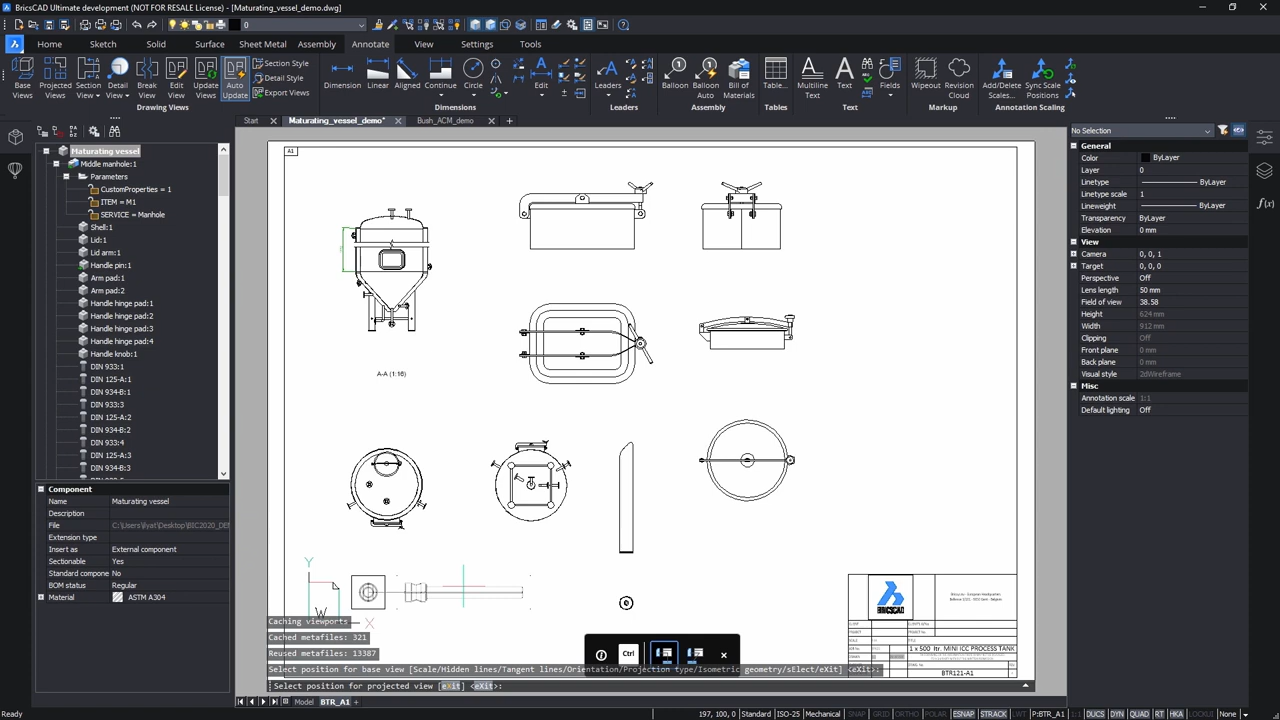 BricsCAD Ultimate development (NOT FOR RESALE License) - [Maturating_vessel_demo.dwg]
0
Home Sketch Solid Surface Sheet Metal Assembly Annotate View Settings Tools
Base Views
Projected Views
Section View
Detail View
Break View
Edit View
Update Views
Auto Update
Section Style
Detail Style
Export Views
Dimension
Linear
Aligned
Continue
Circle
Edit
Leaders
Balloon
Balloon Auto
Bill of Materials
Table...
Multiline Text
Text
Fields
Wipeout
Revision Cloud
Add/Delete Scales...
Sync Scale Positions
Drawing Views Dimensions Leaders Assembly Tables Text Markup Annotation Scaling
Start Maturating_vessel_demo* Bush_ACM_demo
Maturating vessel
Middle manhole:1
Parameters
CustomProperties = 1
ITEM = M1
SERVICE = Manhole
Shell:1
Lid:1
Lid arm:1
Handle pin:1
Arm pad:1
Arm pad:2
Handle hinge pad:1
Handle hinge pad:2
Handle hinge pad:3
Handle hinge pad:4
Handle knob:1
DIN 933:1
DIN 125-A:1
DIN 934-B:1
DIN 933:3
DIN 125-A:2
DIN 934-B:2
DIN 933:4
DIN 125-A:3
DIN 934-B:3
Component
Name Maturating vessel
Description
File C:\Users\ilyat\Desktop\BIC2020_DEM
Extension type
Insert as External component
Sectionable Yes
Standard compone No
BOM status Regular
Material ASTM A304
A1
A-A (1:16)
Y
W
X
BRICSCAD
1 x 500 ltr. MINI ICC PROCESS TANK
BTR121-A1
Ctrl
Caching viewports
Cached metafiles: 321
Reused metafiles: 13387
Select position for base view [Scale/Hidden lines/Tangent lines/Orientation/Projection type/Isometric geometry/sElect/eXit] <eXit>:
Select position for projected view [eXit] <eXit>:
Model BTR_A1
No Selection
General
Color ByLayer
Layer 0
Linetype ByLayer
Linetype scale 1
Lineweight ByLayer
Transparency ByLayer
Elevation 0 mm
View
Camera 0, 0, 1
Target 0, 0, 0
Perspective Off
Lens length 50 mm
Field of view 38.58
Height 624 mm
Width 912 mm
Clipping Off
Front plane 0 mm
Back plane 0 mm
Visual style 2dWireframe
Misc
Annotation scale 1:1
Default lighting Off
f(x)
Ready
197, 100, 0 Standard ISO-25 Mechanical SNAP GRID ORTHO POLAR ESNAP STRACK LWT P:BTR_A1 1:1 DUCS DYN QUAD RT HKA LOCKUI None